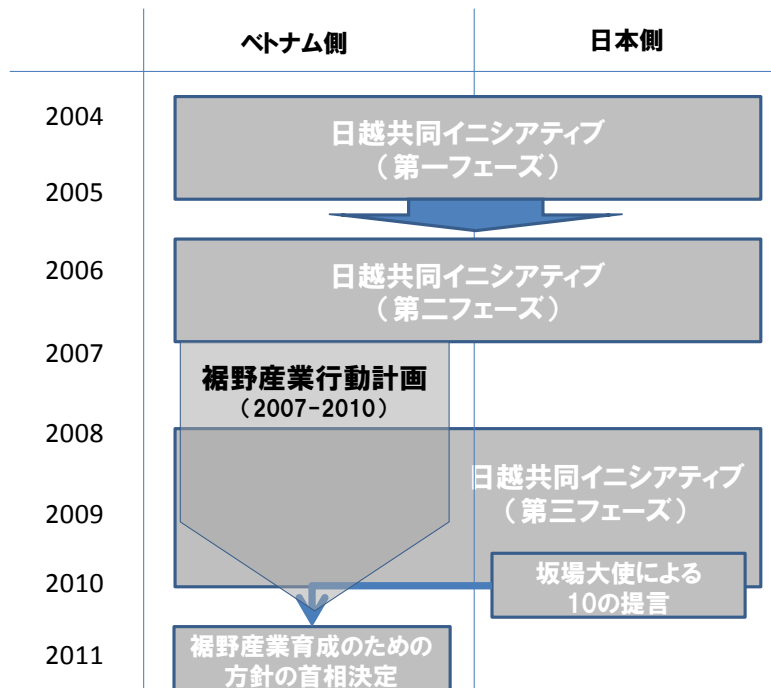 ベトナム側
日本側
2004
日越共同イニシアティブ
（第一フェーズ）
2005
2006
日越共同イニシアティブ
（第二フェーズ）
2007
裾野産業行動計画
（2007-2010）
2008
日越共同イニシアティブ
（第三フェーズ）
2009
2010
坂場大使による
10の提言
2011
裾野産業育成のための
方針の首相決定